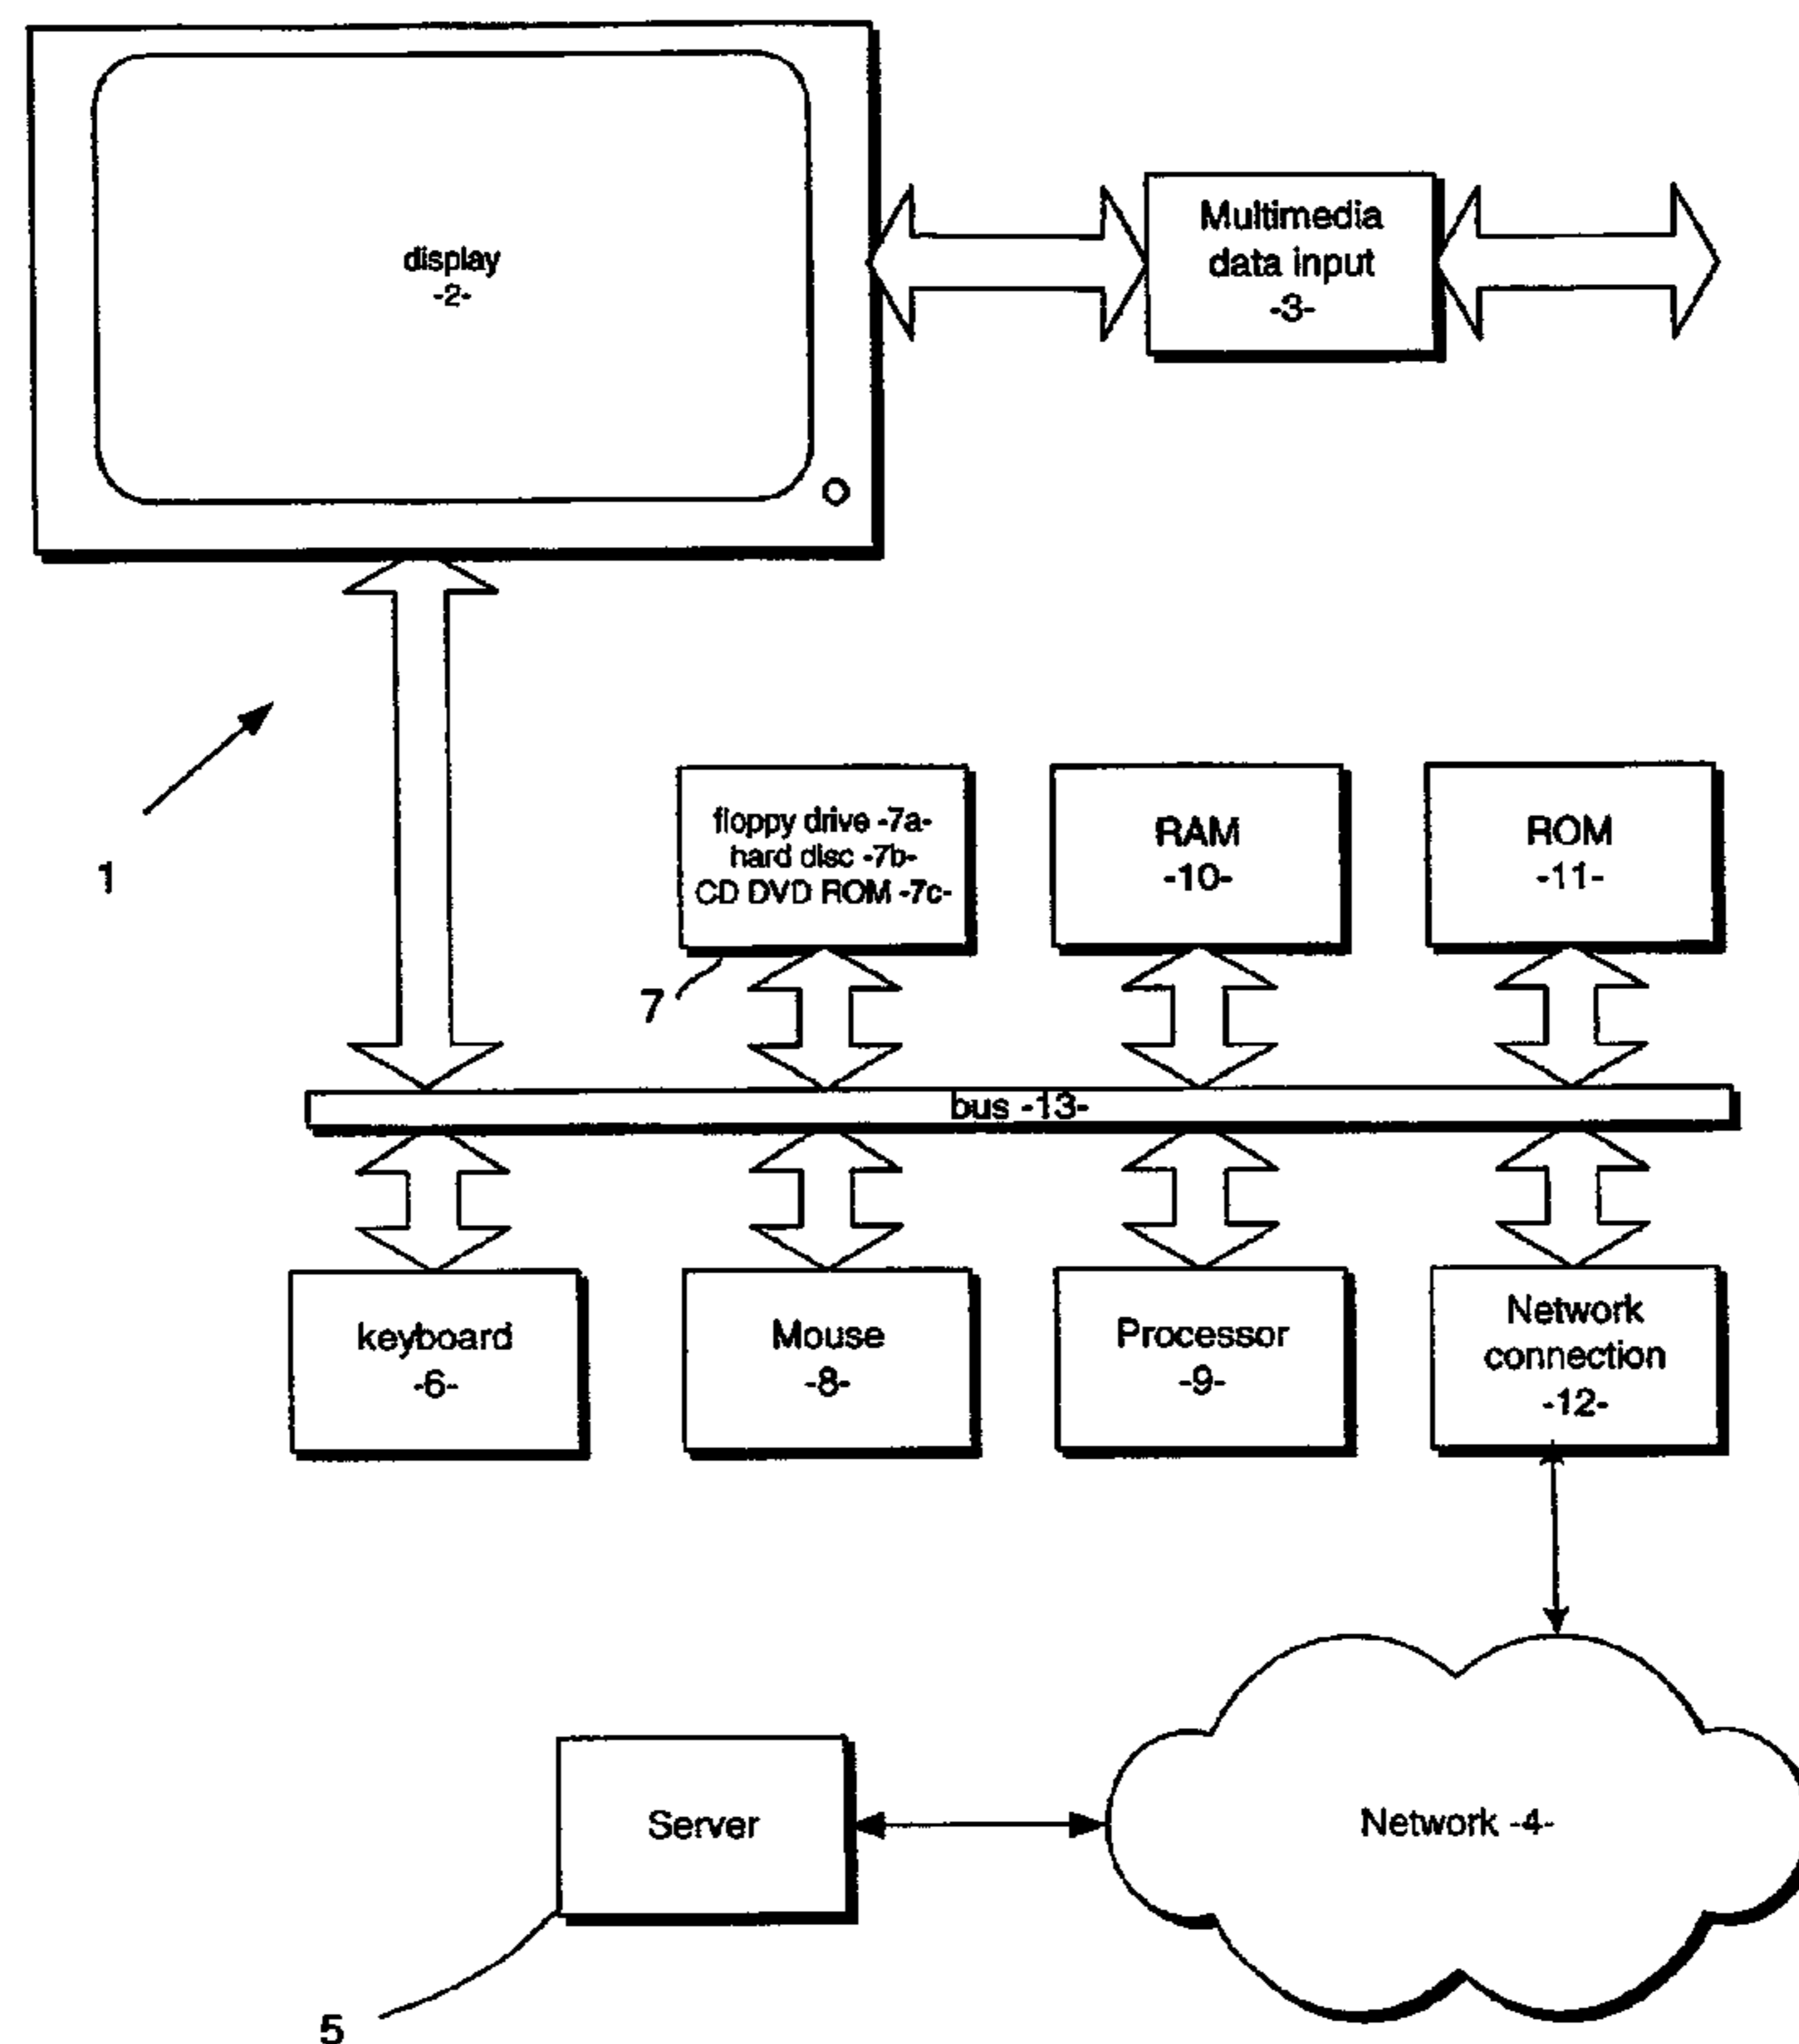 display
-2-
Multimedia
data input
-3-
1
floppy drive -7a-
hard disc -7b-
CD DVD ROM -7c-
7
RAM
-10-
ROM
-11-
bus -13-
keyboard
-6-
Mouse
-8-
Processor
-9-
Network
connection
-12-
Server
5
Network -4-